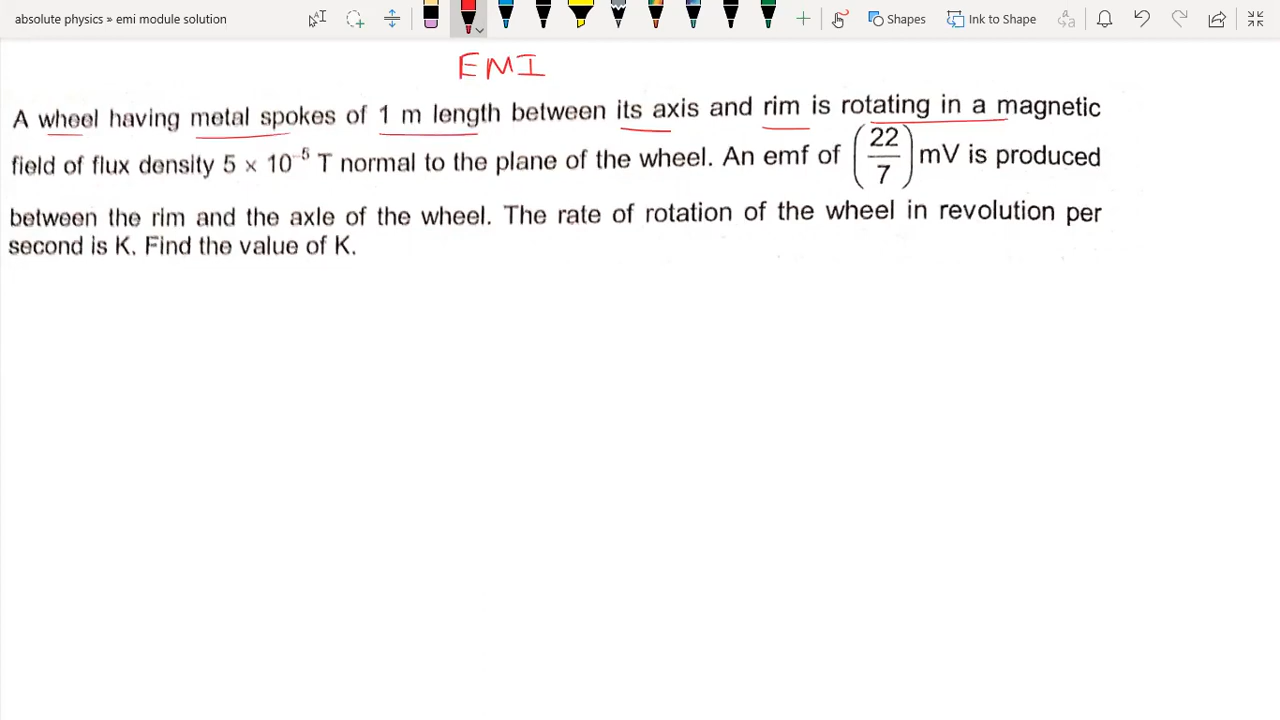 absolute physics » emi module solution
Shapes
Ink to Shape
EMI
A wheel having metal spokes of 1 m length between its axis and rim is rotating in a magnetic
field of flux density 5 × 10⁻⁵ T normal to the plane of the wheel. An emf of (22/7) mV is produced
between the rim and the axle of the wheel. The rate of rotation of the wheel in revolution per
second is K. Find the value of K.